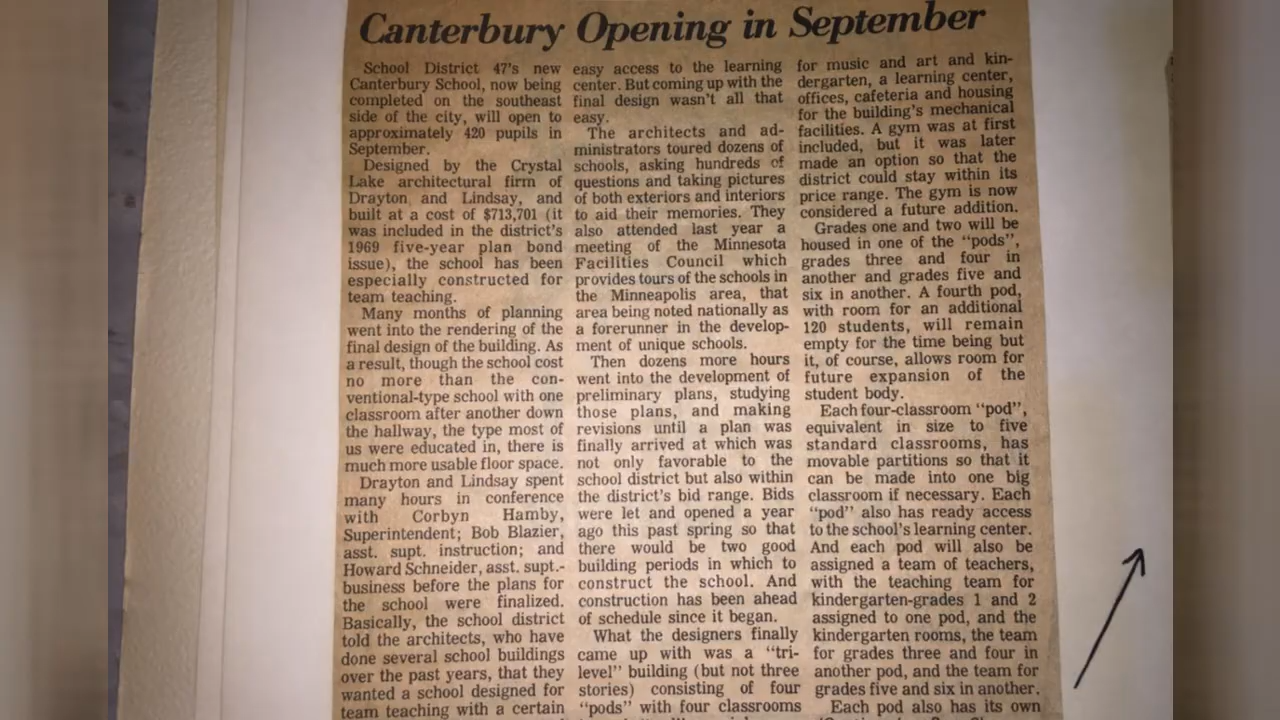 Canterbury Opening in September
School District 47's new
Canterbury School, now being
completed on the southeast
side of the city, will open to
approximately 420 pupils in
September.
Designed by the Crystal
Lake architectural firm of
Drayton and Lindsay, and
built at a cost of $713,701 (it
was included in the district's
1969 five-year plan bond
issue), the school has been
especially constructed for
team teaching.
Many months of planning
went into the rendering of the
final design of the building. As
a result, though the school cost
no more than the con-
ventional-type school with one
classroom after another down
the hallway, the type most of
us were educated in, there is
much more usable floor space.
Drayton and Lindsay spent
many hours in conference
with Corbyn Hamby,
Superintendent; Bob Blazier,
asst. supt. instruction; and
Howard Schneider, asst. supt.-
business before the plans for
the school were finalized.
Basically, the school district
told the architects, who have
done several school buildings
over the past years, that they
wanted a school designed for
team teaching with a certain
easy access to the learning
center. But coming up with the
final design wasn't all that
easy.
The architects and ad-
ministrators toured dozens of
schools, asking hundreds of
questions and taking pictures
of both exteriors and interiors
to aid their memories. They
also attended last year a
meeting of the Minnesota
Facilities Council which
provides tours of the schools in
the Minneapolis area, that
area being noted nationally as
a forerunner in the develop-
ment of unique schools.
Then dozens more hours
went into the development of
preliminary plans, studying
those plans, and making
revisions until a plan was
finally arrived at which was
not only favorable to the
school district but also within
the district's bid range. Bids
were let and opened a year
ago this past spring so that
there would be two good
building periods in which to
construct the school. And
construction has been ahead
of schedule since it began.
What the designers finally
came up with was a "tri-
level" building (but not three
stories) consisting of four
"pods" with four classrooms
for music and art and kin-
dergarten, a learning center,
offices, cafeteria and housing
for the building's mechanical
facilities. A gym was at first
included, but it was later
made an option so that the
district could stay within its
price range. The gym is now
considered a future addition.
Grades one and two will be
housed in one of the "pods",
grades three and four in
another and grades five and
six in another. A fourth pod,
with room for an additional
120 students, will remain
empty for the time being but
it, of course, allows room for
future expansion of the
student body.
Each four-classroom "pod",
equivalent in size to five
standard classrooms, has
movable partitions so that it
can be made into one big
classroom if necessary. Each
"pod" also has ready access
to the school's learning center.
And each pod will also be
assigned a team of teachers,
with the teaching team for
kindergarten-grades 1 and 2
assigned to one pod, and the
kindergarten rooms, the team
for grades three and four in
another pod, and the team for
grades five and six in another.
Each pod also has its own